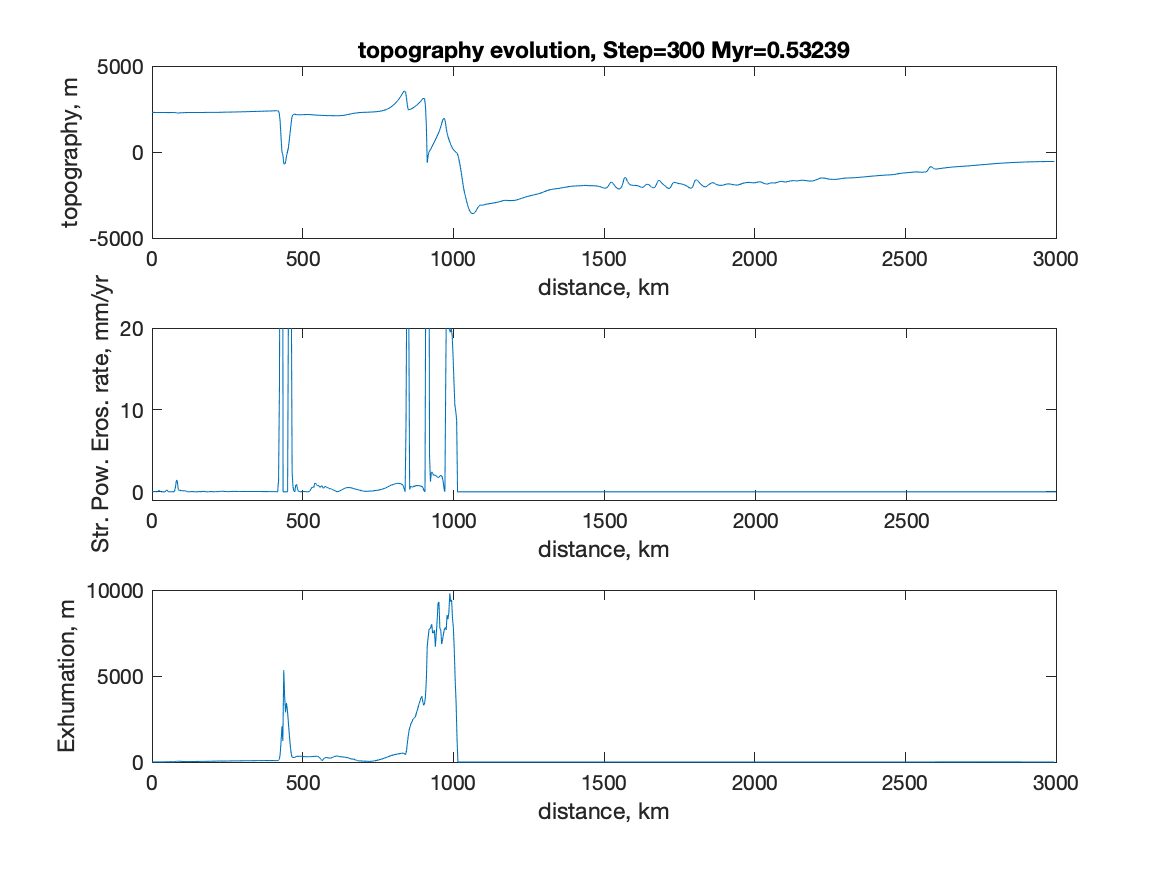 topography evolution, Step=300 Myr=0.53239
5000
0
-5000
topography, m
0 500 1000 1500 2000 2500 3000
distance, km
20
10
0
Str. Pow. Eros. rate, mm/yr
0 500 1000 1500 2000 2500
distance, km
10000
5000
0
Exhumation, m
0 500 1000 1500 2000 2500 3000
distance, km